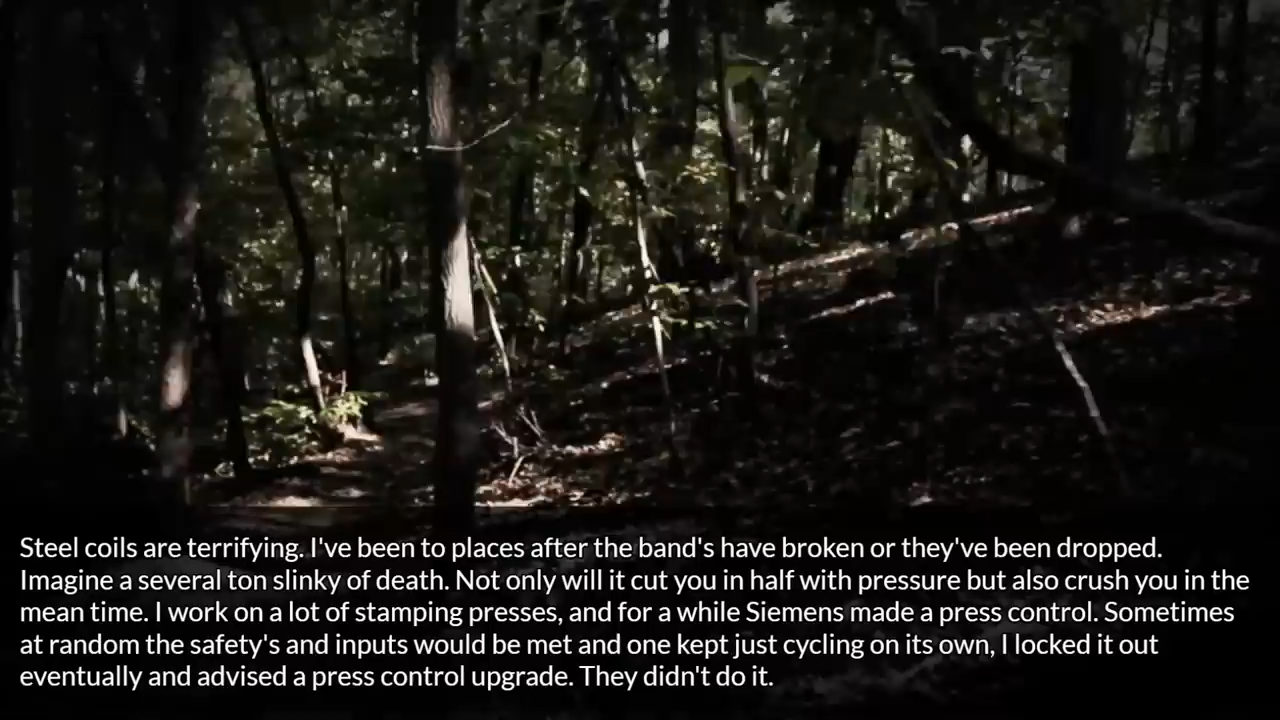 Steel coils are terrifying. I've been to places after the band's have broken or they've been dropped.
Imagine a several ton slinky of death. Not only will it cut you in half with pressure but also crush you in the
mean time. I work on a lot of stamping presses, and for a while Siemens made a press control. Sometimes
at random the safety's and inputs would be met and one kept just cycling on its own, I locked it out
eventually and advised a press control upgrade. They didn't do it.